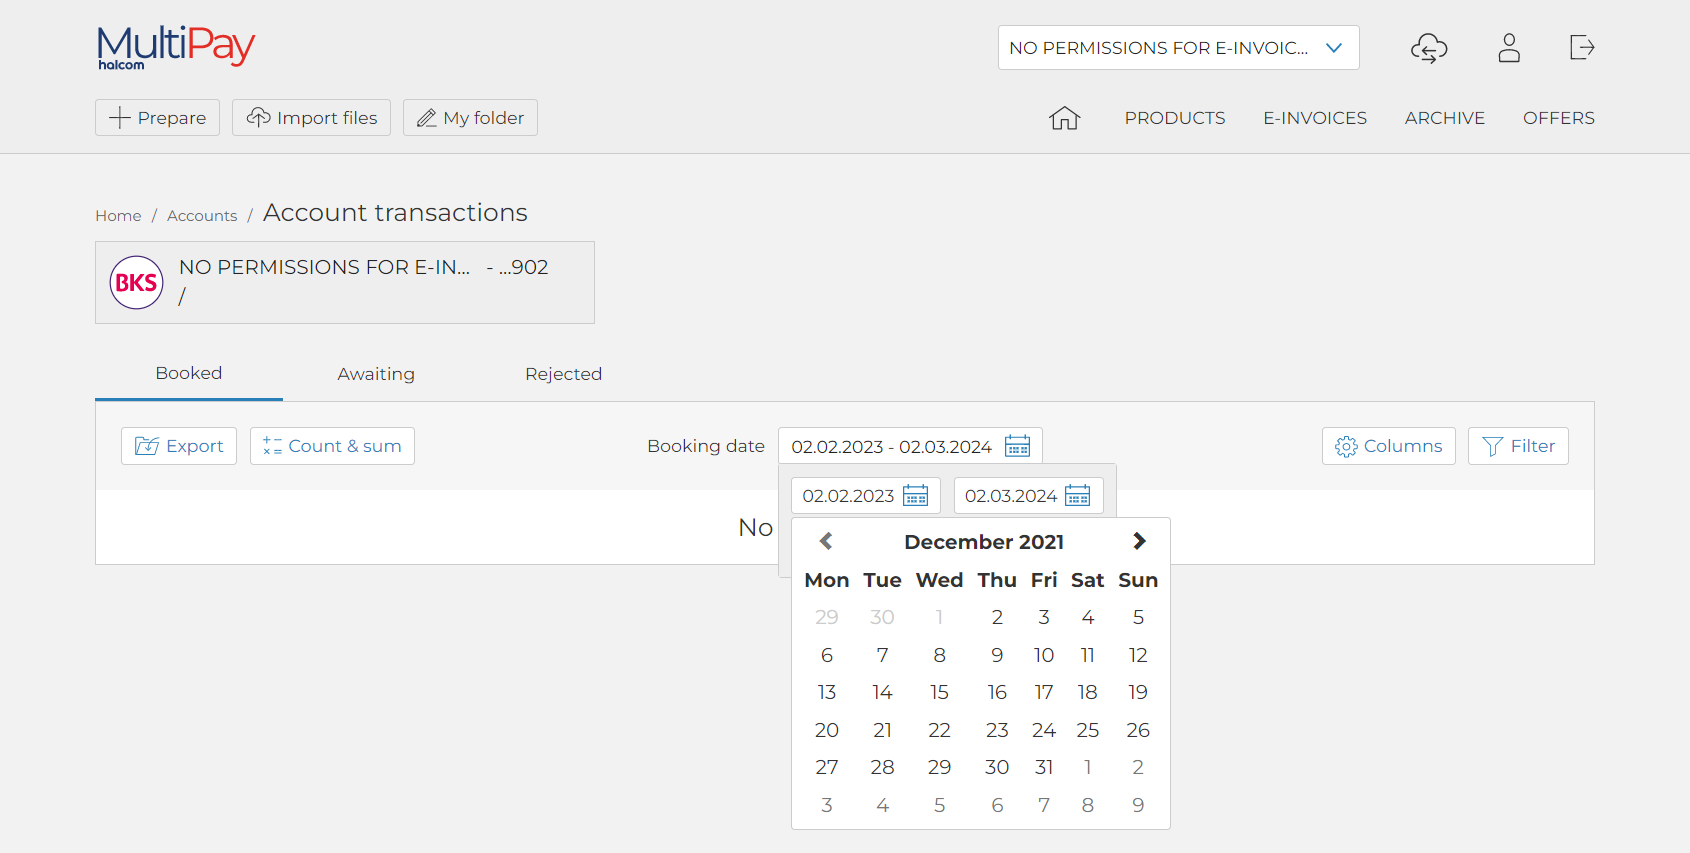 MultiPay
halcom
NO PERMISSIONS FOR E-INVOIC...
Prepare
Import files
My folder
PRODUCTS
E-INVOICES
ARCHIVE
OFFERS
Home / Accounts / Account transactions
BKS
NO PERMISSIONS FOR E-IN... - ...902
/
Booked
Awaiting
Rejected
Export
Count & sum
Booking date
02.02.2023 - 02.03.2024
Columns
Filter
02.02.2023
02.03.2024
No
December 2021
Mon Tue Wed Thu Fri Sat Sun
29 30 1 2 3 4 5
6 7 8 9 10 11 12
13 14 15 16 17 18 19
20 21 22 23 24 25 26
27 28 29 30 31 1 2
3 4 5 6 7 8 9